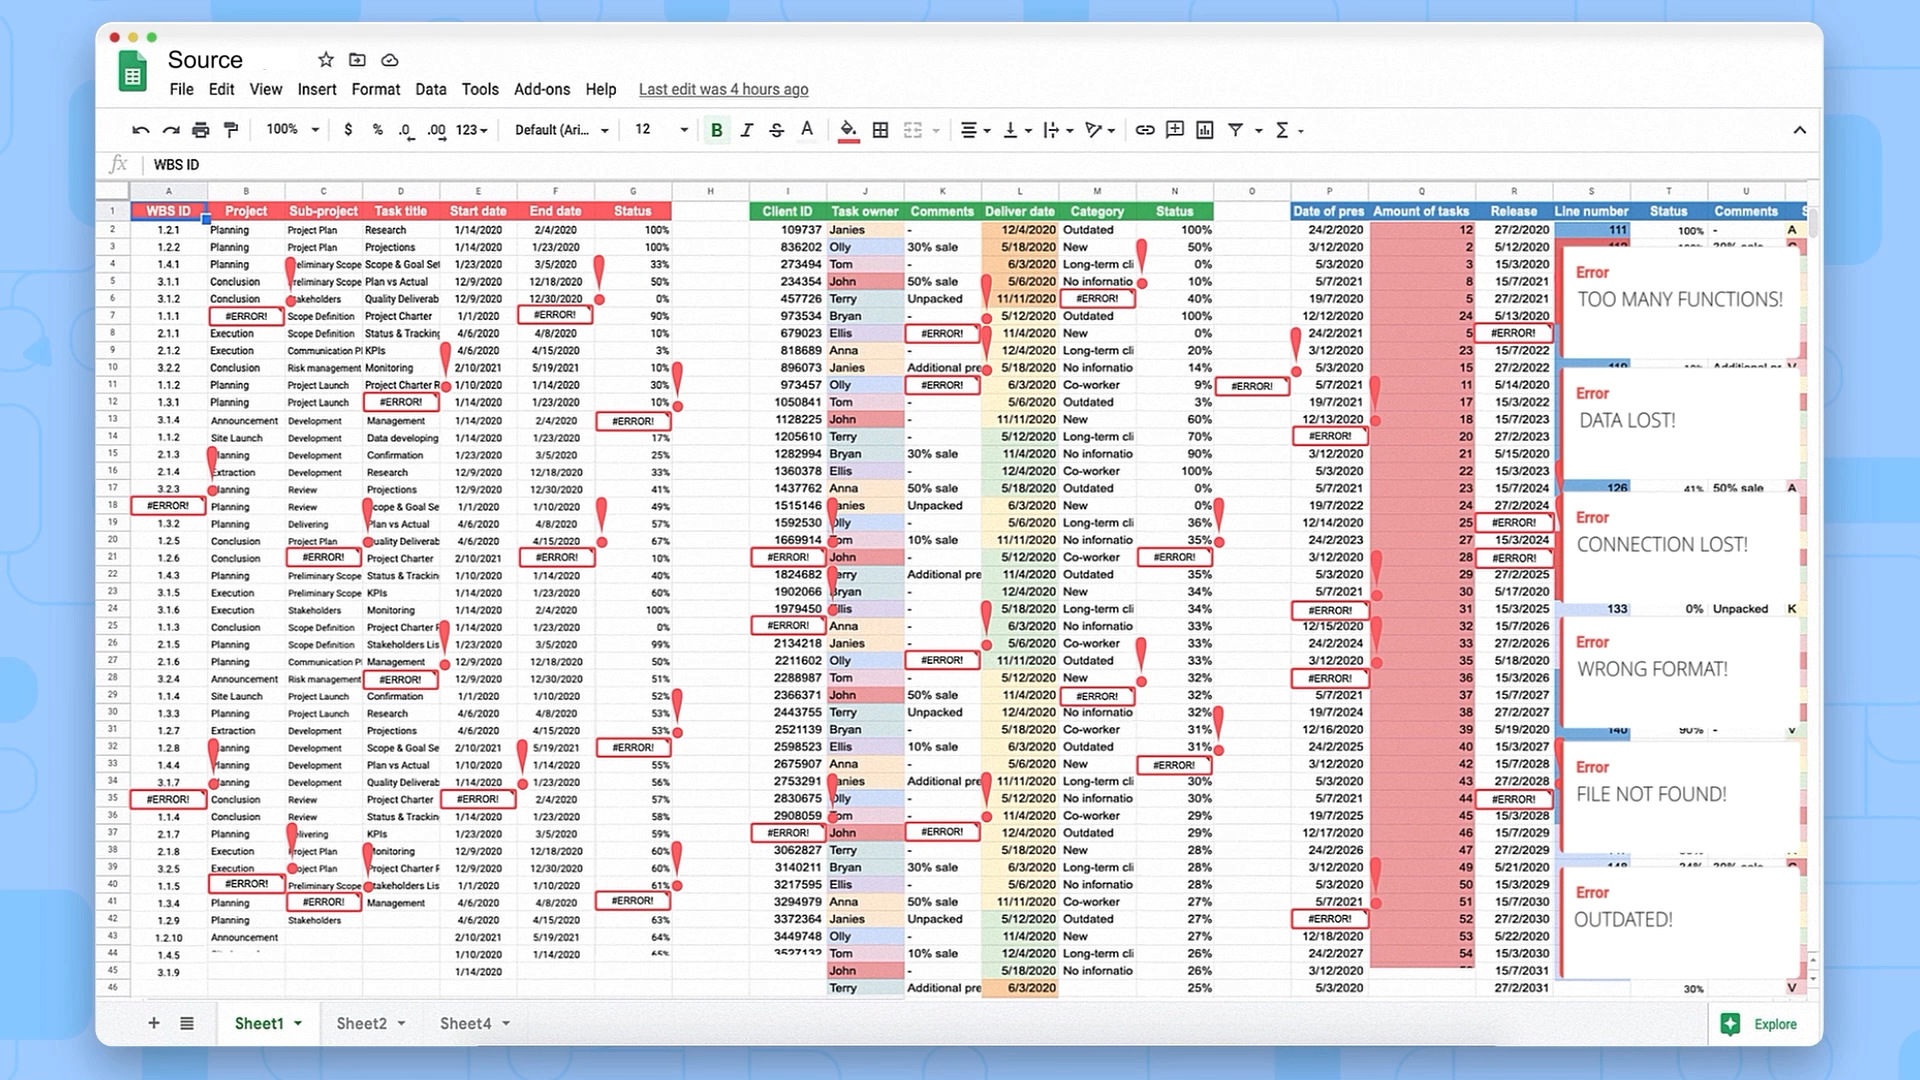 Source
File Edit View Insert Format Data Tools Add-ons Help Last edit was 4 hours ago
100% $ % .0 .00 123 Default (Ari... 12 B I S A Σ
fx WBS ID
A B C D E F G H I J K L M N O P Q R S T U
1 WBS ID Project Sub-project Task title Start date End date Status Client ID Task owner Comments Deliver date Category Status Date of pres Amount of tasks Release Line number Status Comments
2 1.2.1 Planning Project Plan Research 1/14/2020 2/4/2020 100% 109737 Janies - 12/4/2020 Outdated 100% 24/2/2020 12 27/2/2020 111 100% - A
3 1.2.2 Planning Project Plan Projections 1/14/2020 1/23/2020 100% 836202 Olly 30% sale 5/18/2020 New 50% 3/12/2020 2 5/12/2020
4 1.4.1 Planning reliminary Scope Scope & Goal Set 1/23/2020 3/5/2020 33% 273494 Tom - 6/3/2020 Long-term cli 0% 5/3/2020 3 15/3/2020
5 3.1.1 Conclusion reliminary Scope Plan vs Actual 12/9/2020 12/18/2020 50% 234354 John 50% sale 5/6/2020 No informatio 10% 5/7/2021 8 15/7/2021
6 3.1.2 Conclusion takeholders Quality Deliverab 12/9/2020 12/30/2020 0% 457726 Terry Unpacked 11/11/2020 #ERROR! 40% 19/7/2020 5 27/2/2021
7 1.1.1 #ERROR! Scope Definition Project Charter 1/1/2020 #ERROR! 90% 973534 Bryan - 5/12/2020 Outdated 100% 12/12/2020 24 5/13/2020
8 2.1.1 Execution Scope Definition Status & Tracking 4/6/2020 4/8/2020 10% 679023 Ellis #ERROR! 11/4/2020 New 0% 24/2/2021 5 #ERROR!
9 2.1.2 Execution Communication Pl KPIs 4/6/2020 4/15/2020 3% 818689 Anna - 12/4/2020 Long-term cli 20% 3/12/2020 23 15/7/2022
10 3.2.2 Conclusion Risk management Monitoring 2/10/2021 5/19/2021 10% 896073 Janies Additional pre 5/18/2020 No informatio 14% 5/3/2020 15 27/2/2022
11 1.1.2 Planning Project Launch Project Charter R 1/10/2020 1/14/2020 30% 973457 Olly #ERROR! 6/3/2020 Co-worker 9% #ERROR! 5/7/2021 11 5/14/2020
12 1.3.1 Planning Project Launch #ERROR! 1/14/2020 1/23/2020 10% 1050841 Tom - 5/6/2020 Outdated 3% 19/7/2021 17 15/3/2022
13 3.1.4 Announcement Development Management 1/14/2020 2/4/2020 #ERROR! 1128225 John - 11/11/2020 New 60% 12/13/2020 18 15/7/2023
14 1.1.2 Site Launch Development Data developing 1/14/2020 1/23/2020 17% 1205610 Terry - 5/12/2020 Long-term cli 70% #ERROR! 20 27/2/2023
15 2.1.3 lanning Development Confirmation 1/23/2020 3/5/2020 25% 1282994 Bryan 30% sale 11/4/2020 No informatio 90% 3/12/2020 21 5/15/2020
16 2.1.4 xtraction Development Research 12/9/2020 12/18/2020 33% 1360378 Ellis - 12/4/2020 Co-worker 100% 5/3/2020 22 15/3/2023
17 3.2.3 lanning Review Projections 12/9/2020 12/30/2020 41% 1437762 Anna 50% sale 5/18/2020 Outdated 0% 5/7/2021 23 15/7/2024 126 41% 50% sale A
18 #ERROR! Planning Review cope & Goal Se 1/1/2020 1/10/2020 49% 1515146 anies Unpacked 6/3/2020 New 0% 19/7/2022 24 27/2/2024
19 1.3.2 Planning Delivering Plan vs Actual 4/6/2020 4/8/2020 57% 1592530 Olly - 5/6/2020 Long-term cli 36% 12/14/2020 25 #ERROR!
20 1.2.5 Conclusion Project Plan uality Deliverab 4/6/2020 4/15/2020 67% 1669914 om 10% sale 11/11/2020 No informatio 35% 24/2/2023 27 15/3/2024
21 1.2.6 Conclusion #ERROR! Project Charter 2/10/2021 #ERROR! 10% #ERROR! John - 5/12/2020 Co-worker #ERROR! 3/12/2020 28 #ERROR!
22 1.4.3 Planning Preliminary Scope Status & Trackin 1/10/2020 1/14/2020 40% 1824682 erry Additional pre 11/4/2020 Outdated 35% 5/3/2020 29 27/2/2025
23 3.1.5 Execution Preliminary Scope KPIs 1/14/2020 1/23/2020 60% 1902066 Bryan - 12/4/2020 New 34% 5/7/2021 30 5/17/2020
24 3.1.6 Execution Stakeholders Monitoring 1/14/2020 2/4/2020 100% 1979450 llis - 5/18/2020 Long-term cli 34% #ERROR! 31 15/3/2025 133 0% Unpacked K
25 1.1.3 Conclusion Scope Definition Project Charter F 1/14/2020 1/23/2020 0% #ERROR! Anna - 6/3/2020 No informatio 33% 12/15/2020 32 15/7/2026
26 2.1.5 Planning Scope Definition Stakeholders Lis 1/23/2020 3/5/2020 99% 2134218 Janies - 5/6/2020 Co-worker 33% 24/2/2024 33 27/2/2026
27 2.1.6 Planning Communication Pl Management 12/9/2020 12/18/2020 50% 2211602 Olly #ERROR! 11/11/2020 Outdated 33% 3/12/2020 35 5/18/2020
28 3.2.4 Announcement Risk management #ERROR! 12/9/2020 12/30/2020 51% 2288987 Tom - 5/12/2020 New 32% #ERROR! 36 15/3/2026
29 1.1.4 Site Launch Project Launch Confirmation 1/1/2020 1/10/2020 52% 2366371 John 50% sale 11/4/2020 #ERROR! 32% 5/7/2021 37 15/7/2027
30 1.3.3 Planning Project Launch Research 4/6/2020 4/8/2020 53% 2443755 Terry Unpacked 12/4/2020 No informatio 32% 19/7/2024 38 27/2/2027
31 1.2.7 Extraction Development Projections 4/6/2020 4/15/2020 53% 2521139 Bryan - 5/18/2020 Co-worker 31% 12/16/2020 39 5/19/2020 140 90% - V
32 1.2.8 lanning Development Scope & Goal Se 2/10/2021 5/19/2021 #ERROR! 2598523 Ellis 10% sale 6/3/2020 Outdated 31% 24/2/2025 40 15/3/2027
33 1.4.4 Planning Development Plan vs Actual 1/10/2020 1/14/2020 55% 2675907 Anna - 5/6/2020 New #ERROR! 3/12/2020 42 15/7/2028
34 3.1.7 lanning Development Quality Deliverab 1/14/2020 1/23/2020 56% 2753291 anies Additional pre 11/11/2020 Long-term cli 30% 5/3/2020 43 27/2/2028
35 #ERROR! Conclusion Review Project Charter #ERROR! 2/4/2020 57% 2830675 Olly - 5/12/2020 No informatio 30% 5/7/2021 44 #ERROR!
36 1.1.4 Conclusion Review Status & Trackin 1/14/2020 1/23/2020 58% 2908059 om - 11/4/2020 Co-worker 29% 19/7/2025 45 15/3/2028
37 2.1.7 Planning elivering KPIs 1/23/2020 3/5/2020 59% #ERROR! John #ERROR! 12/4/2020 Outdated 29% 12/17/2020 46 15/7/2029
38 2.1.8 Execution roject Plan onitoring 12/9/2020 12/18/2020 60% 3062827 Terry - 5/18/2020 New 28% 24/2/2026 47 27/2/2029
39 3.2.5 Execution oject Plan Project Charter F 12/9/2020 12/30/2020 60% 3140211 Bryan 30% sale 6/3/2020 Long-term cli 28% 3/12/2020 49 5/21/2020
40 1.1.5 #ERROR! Preliminary Scope takeholders Lis 1/1/2020 1/10/2020 61% 3217595 Ellis - 5/6/2020 No informatio 28% 5/3/2020 50 15/3/2029
41 1.3.4 Planning #ERROR! Management 4/6/2020 4/8/2020 #ERROR! 3294979 Anna 50% sale 11/11/2020 Co-worker 27% 5/7/2021 51 15/7/2030
42 1.2.9 Planning Stakeholders 4/6/2020 4/15/2020 63% 3372364 Janies Unpacked 5/12/2020 Outdated 27% #ERROR! 52 27/2/2030
43 1.2.10 Announcement 2/10/2021 5/19/2021 64% 3449748 Olly - 11/4/2020 New 27% 12/18/2020 53 5/22/2020
44 1.4.5 1/10/2020 1/14/2020 65% 3527132 Tom 10% sale 12/4/2020 Long-term cli 26% 24/2/2027 54 15/3/2030
45 3.1.9 1/14/2020 John - 5/18/2020 No informatio 26% 3/12/2020 15/7/2031
46 Terry Additional pre 6/3/2020 25% 5/3/2020 27/2/2031 30% V
Error
TOO MANY FUNCTIONS!
Error
DATA LOST!
Error
CONNECTION LOST!
Error
WRONG FORMAT!
Error
FILE NOT FOUND!
Error
OUTDATED!
+ Sheet1 Sheet2 Sheet4 Explore